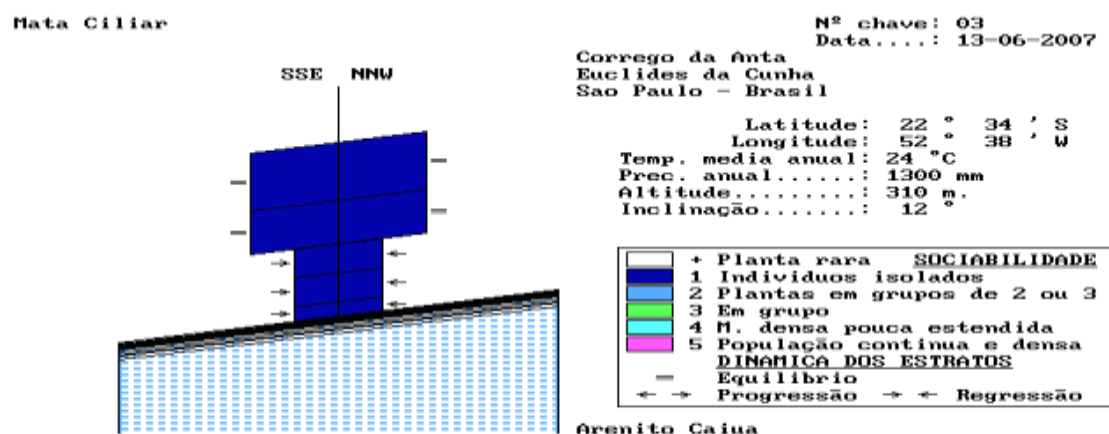 Mata Ciliar
Nº chave: 03
Data....: 13-06-2007
Corrego da Anta
Euclides da Cunha
Sao Paulo - Brasil
SSE NNW
Latitude: 22 ° 34 ' S
Longitude: 52 ° 38 ' W
Temp. media anual: 24 °C
Prec. anual......: 1300 mm
Altitude.........: 310 m.
Inclinação.......: 12 °
+ Planta rara SOCIABILIDADE
1 Individuos isolados
2 Plantas em grupos de 2 ou 3
3 Em grupo
4 M. densa pouca estendida
5 População continua e densa
DINAMICA DOS ESTRATOS
= Equilibrio
← → Progressão → ← Regressão
Arenito Caiua